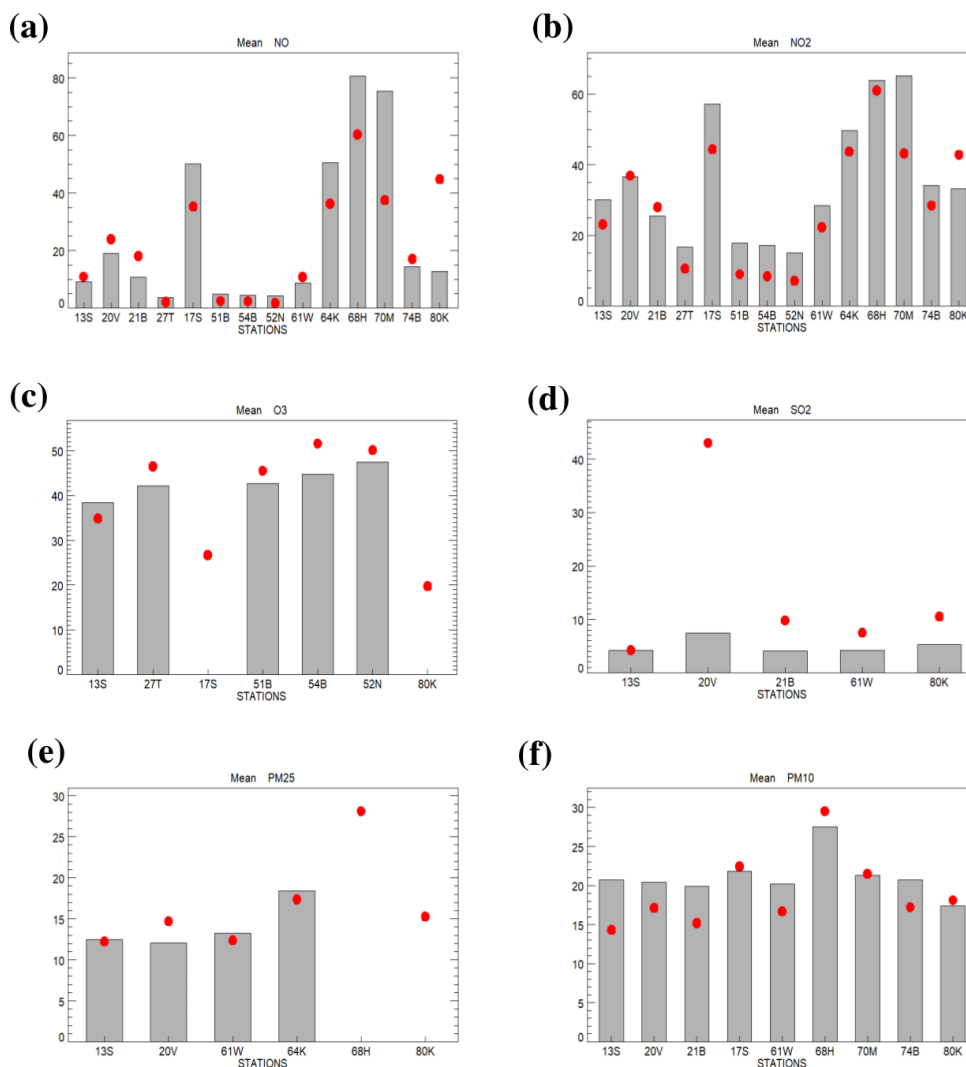 (a)
Mean NO
80
60
40
20
0
13S 20V 21B 27T 17S 51B 54B 52N 61W 64K 68H 70M 74B 80K
STATIONS
(b)
Mean NO2
60
40
20
0
13S 20V 21B 27T 17S 51B 54B 52N 61W 64K 68H 70M 74B 80K
STATIONS
(c)
Mean O3
50
40
30
20
10
0
13S 27T 17S 51B 54B 52N 80K
STATIONS
(d)
Mean SO2
40
30
20
10
0
13S 20V 21B 61W 80K
STATIONS
(e)
Mean PM25
30
25
20
15
10
5
0
13S 20V 61W 64K 68H 80K
STATIONS
(f)
Mean PM10
30
25
20
15
10
5
0
13S 20V 21B 17S 61W 68H 70M 74B 80K
STATIONS